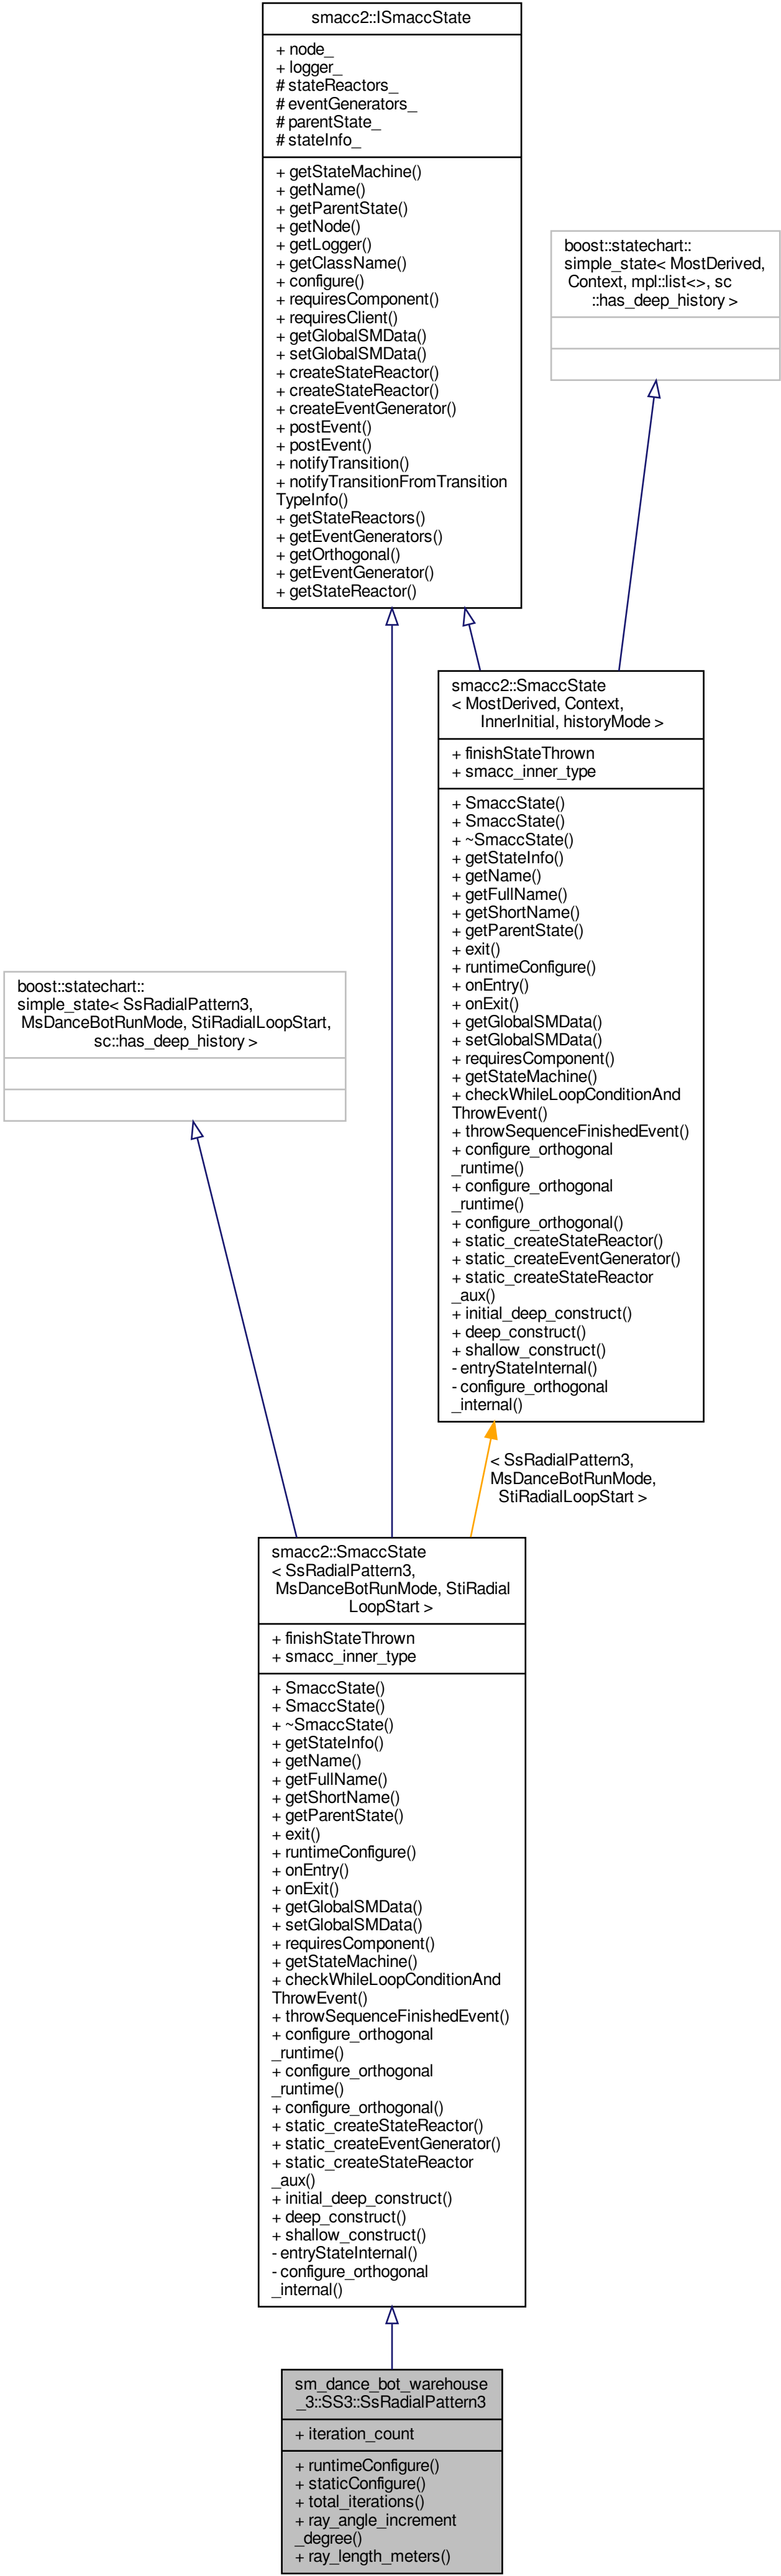 smacc2::ISmaccState
+ node_
+ logger_
# stateReactors_
# eventGenerators_
# parentState_
# stateInfo_
+ getStateMachine()
+ getName()
+ getParentState()
+ getNode()
+ getLogger()
+ getClassName()
+ configure()
+ requiresComponent()
+ requiresClient()
+ getGlobalSMData()
+ setGlobalSMData()
+ createStateReactor()
+ createStateReactor()
+ createEventGenerator()
+ postEvent()
+ postEvent()
+ notifyTransition()
+ notifyTransitionFromTransition
TypeInfo()
+ getStateReactors()
+ getEventGenerators()
+ getOrthogonal()
+ getEventGenerator()
+ getStateReactor()
boost::statechart::
simple_state< MostDerived,
Context, mpl::list<>, sc
::has_deep_history >
smacc2::SmaccState
< MostDerived, Context,
InnerInitial, historyMode >
+ finishStateThrown
+ smacc_inner_type
+ SmaccState()
+ SmaccState()
+ ~SmaccState()
+ getStateInfo()
+ getName()
+ getFullName()
+ getShortName()
+ getParentState()
+ exit()
+ runtimeConfigure()
+ onEntry()
+ onExit()
+ getGlobalSMData()
+ setGlobalSMData()
+ requiresComponent()
+ getStateMachine()
+ checkWhileLoopConditionAnd
ThrowEvent()
+ throwSequenceFinishedEvent()
+ configure_orthogonal
_runtime()
+ configure_orthogonal
_runtime()
+ configure_orthogonal()
+ static_createStateReactor()
+ static_createEventGenerator()
+ static_createStateReactor
_aux()
+ initial_deep_construct()
+ deep_construct()
+ shallow_construct()
- entryStateInternal()
- configure_orthogonal
_internal()
boost::statechart::
simple_state< SsRadialPattern3,
MsDanceBotRunMode, StiRadialLoopStart,
sc::has_deep_history >
< SsRadialPattern3,
MsDanceBotRunMode,
StiRadialLoopStart >
smacc2::SmaccState
< SsRadialPattern3,
MsDanceBotRunMode, StiRadial
LoopStart >
+ finishStateThrown
+ smacc_inner_type
+ SmaccState()
+ SmaccState()
+ ~SmaccState()
+ getStateInfo()
+ getName()
+ getFullName()
+ getShortName()
+ getParentState()
+ exit()
+ runtimeConfigure()
+ onEntry()
+ onExit()
+ getGlobalSMData()
+ setGlobalSMData()
+ requiresComponent()
+ getStateMachine()
+ checkWhileLoopConditionAnd
ThrowEvent()
+ throwSequenceFinishedEvent()
+ configure_orthogonal
_runtime()
+ configure_orthogonal
_runtime()
+ configure_orthogonal()
+ static_createStateReactor()
+ static_createEventGenerator()
+ static_createStateReactor
_aux()
+ initial_deep_construct()
+ deep_construct()
+ shallow_construct()
- entryStateInternal()
- configure_orthogonal
_internal()
sm_dance_bot_warehouse
_3::SS3::SsRadialPattern3
+ iteration_count
+ runtimeConfigure()
+ staticConfigure()
+ total_iterations()
+ ray_angle_increment
_degree()
+ ray_length_meters()